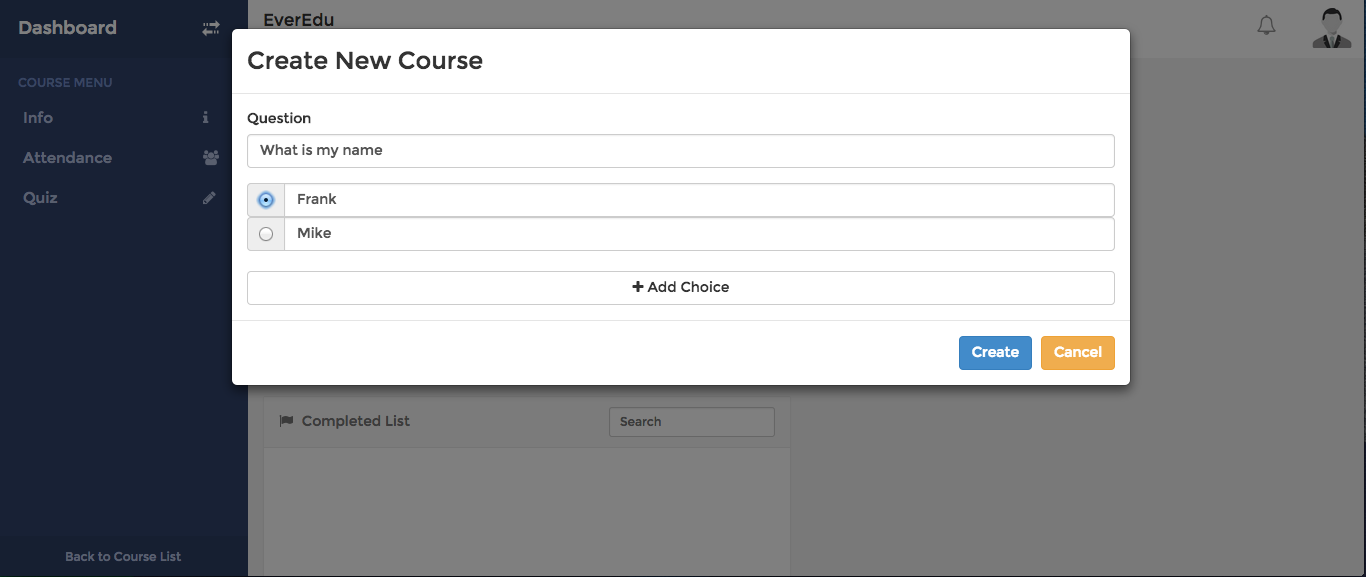 Dashboard
EverEdu
COURSE MENU
Info
Attendance
Quiz
Back to Course List
Create New Course
Question
What is my name
Frank
Mike
Add Choice
Create
Cancel
Completed List
Search